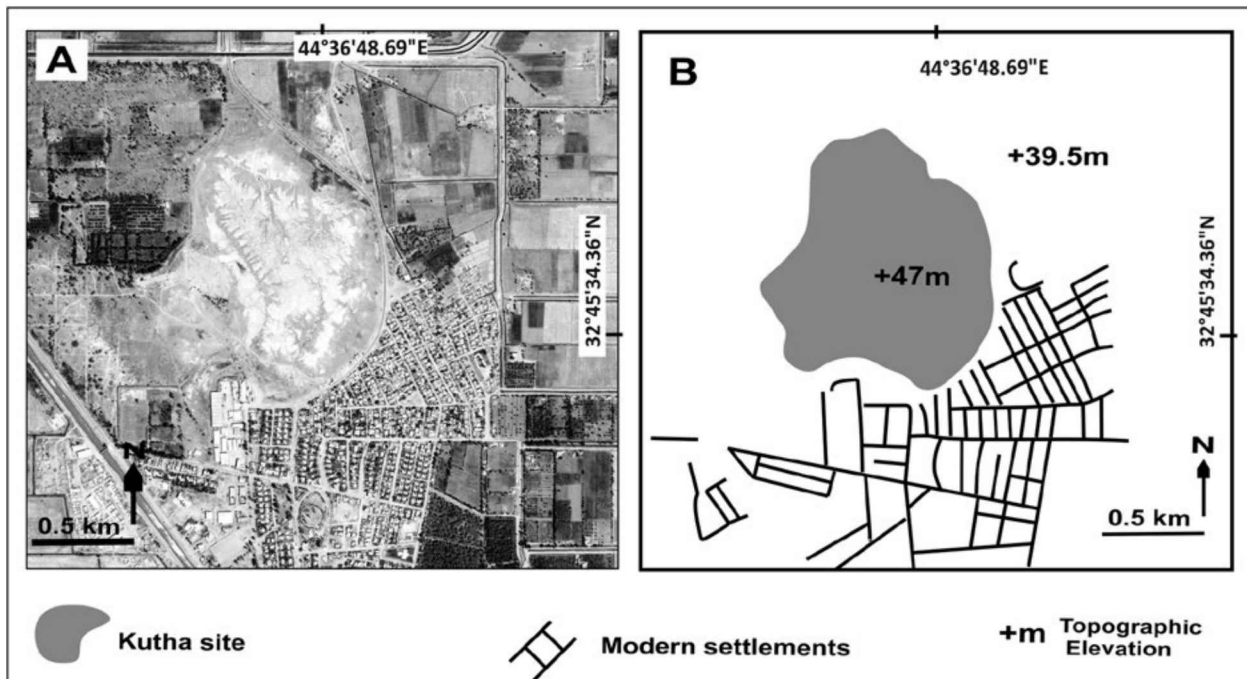 A
44°36'48.69"E
32°45'34.36"N
N
0.5 km
B
44°36'48.69"E
+39.5m
+47m
32°45'34.36"N
N
0.5 km
Kutha site
Modern settlements
+m Topographic
Elevation